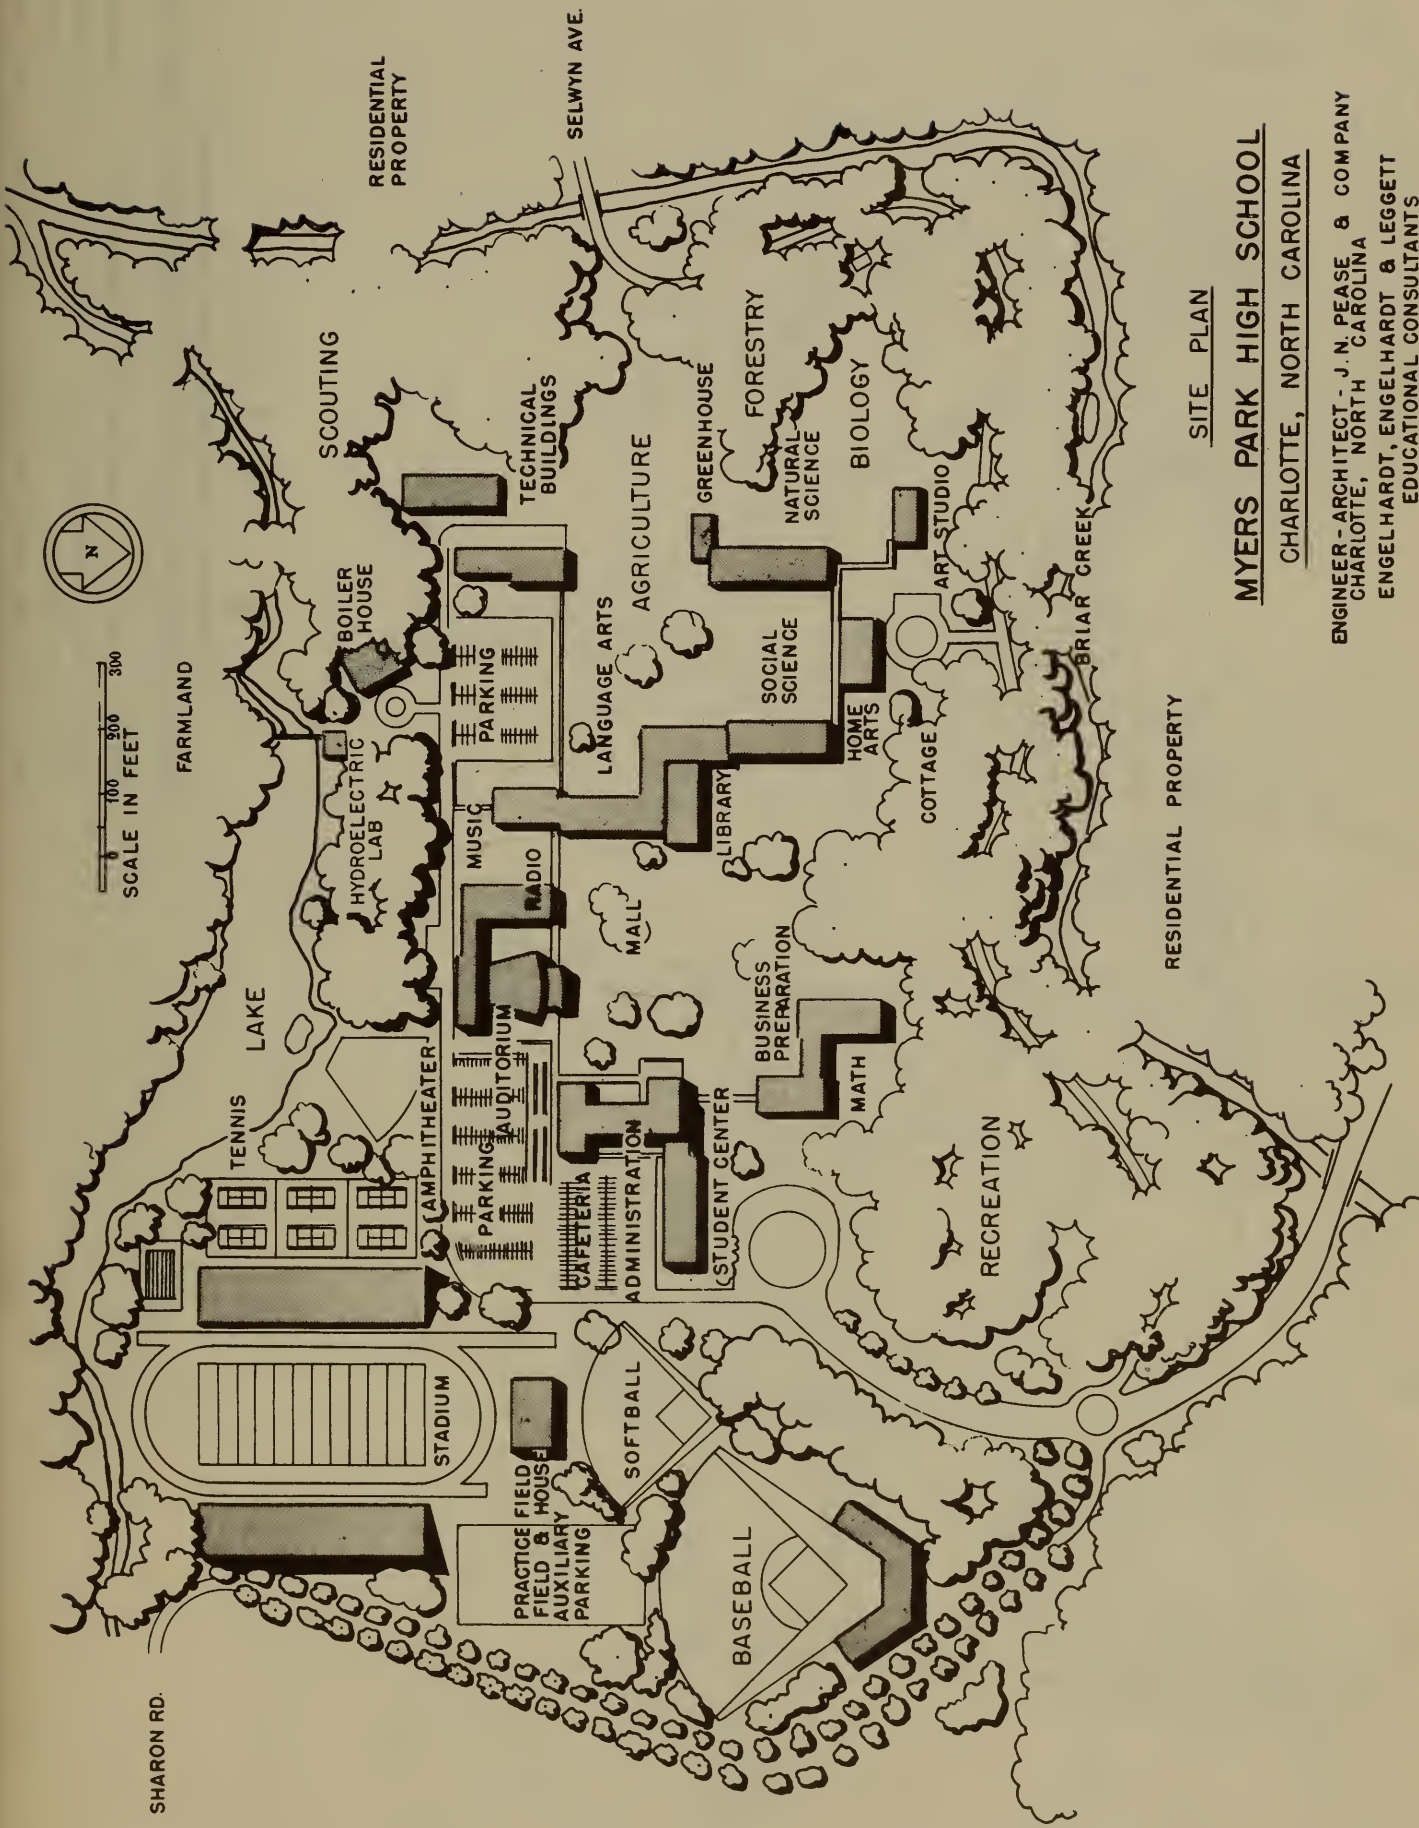 SHARON RD.
FARMLAND
RESIDENTIAL
PROPERTY
SELWYN AVE.
N
0 100 200 300
SCALE IN FEET
LAKE
SCOUTING
TENNIS
HYDROELECTRIC
LAB
BOILER
HOUSE
AMPHITHEATER
STADIUM
PARKING
AUDITORIUM
MUSIC
RADIO
PARKING
TECHNICAL
BUILDINGS
PRACTICE FIELD
FIELD & HOUSE
AUXILIARY
PARKING
CAFETERIA
ADMINISTRATION
SOFTBALL
MALL
LANGUAGE ARTS
AGRICULTURE
STUDENT CENTER
LIBRARY
GREENHOUSE
FORESTRY
BASEBALL
BUSINESS
PREPARATION
SOCIAL
SCIENCE
NATURAL
SCIENCE
MATH
HOME
ARTS
BIOLOGY
COTTAGE
ART STUDIO
RECREATION
BRIAR CREEK
RESIDENTIAL PROPERTY
SITE PLAN
MYERS PARK HIGH SCHOOL
CHARLOTTE, NORTH CAROLINA
ENGINEER-ARCHITECT - J. N. PEASE & COMPANY
CHARLOTTE, NORTH CAROLINA
ENGELHARDT, ENGELHARDT & LEGGETT
EDUCATIONAL CONSULTANTS